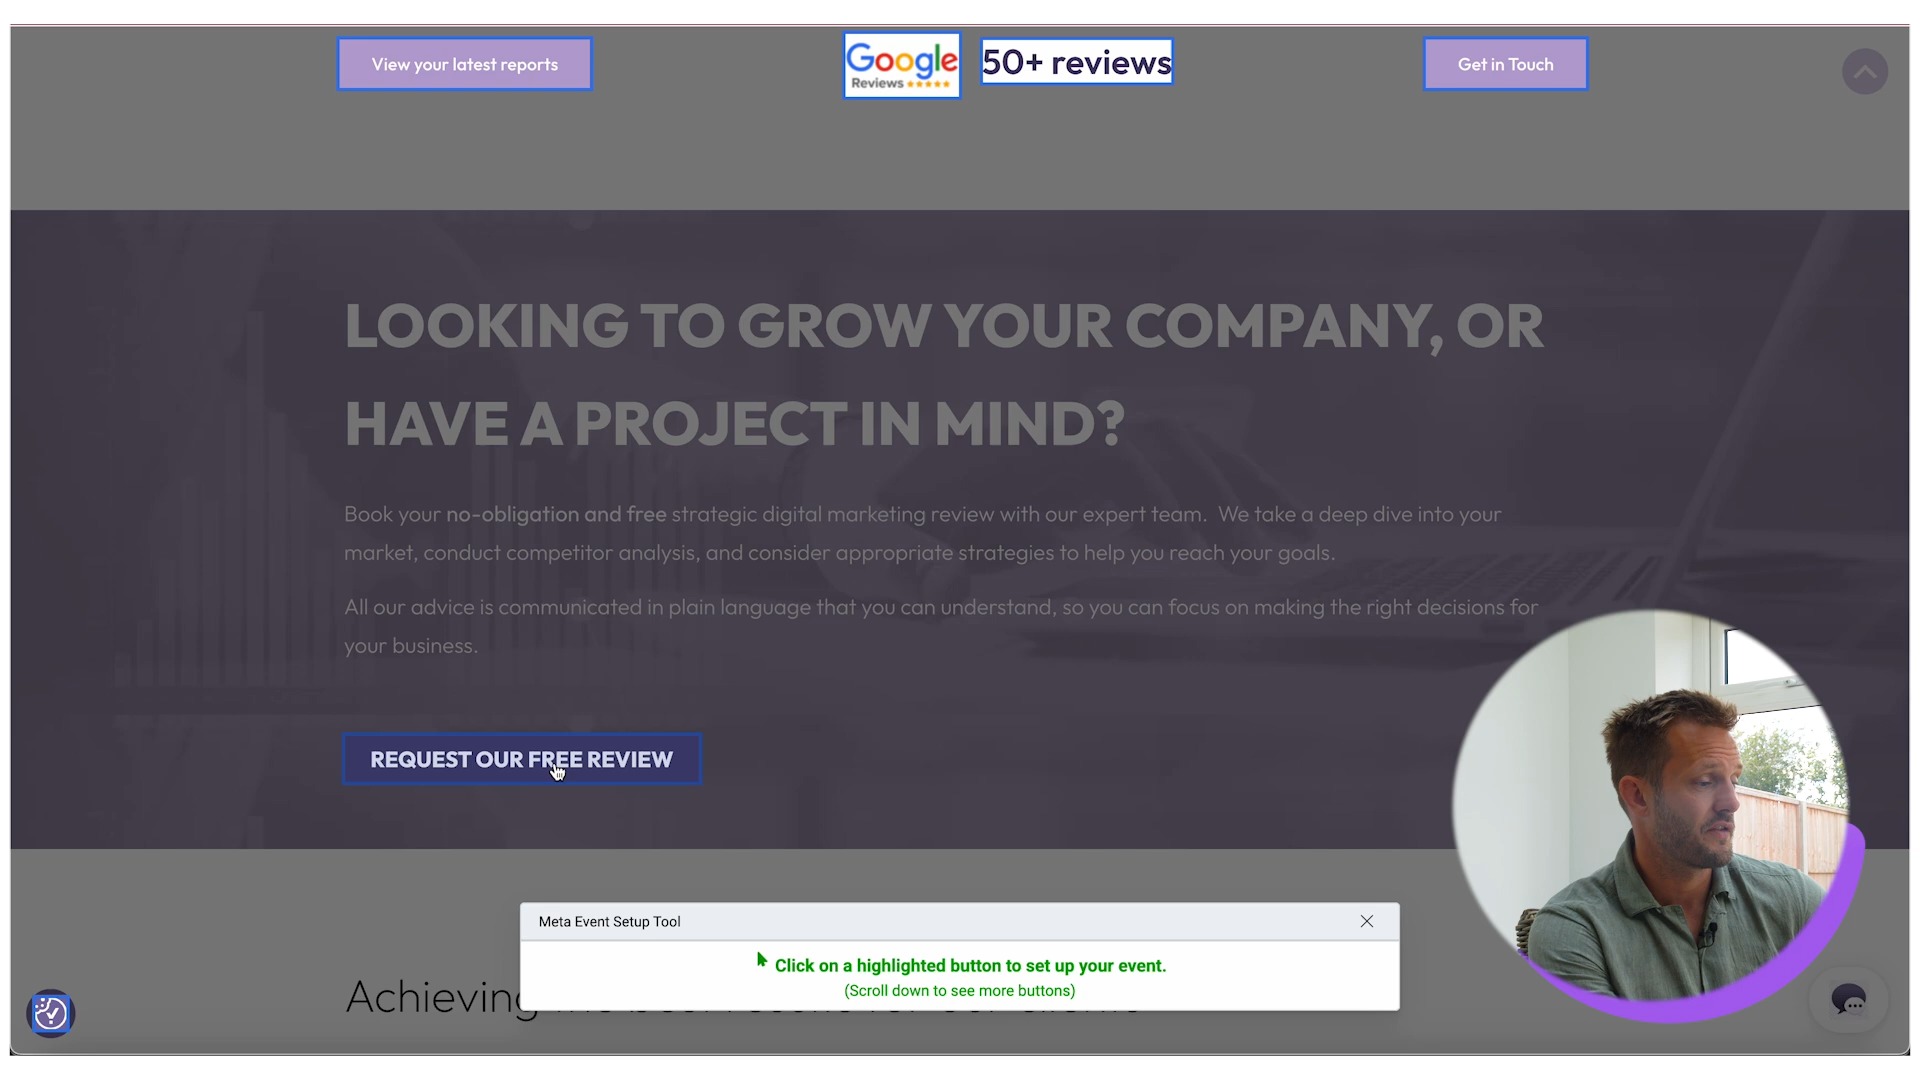 View your latest reports
Google
Reviews
50+ reviews
Get in Touch
LOOKING TO GROW YOUR COMPANY, OR
HAVE A PROJECT IN MIND?
Book your no-obligation and free strategic digital marketing review with our expert team. We take a deep dive into your
market, conduct competitor analysis, and consider appropriate strategies to help you reach your goals.
All our advice is communicated in plain language that you can understand, so you can focus on making the right decisions for
your business.
REQUEST OUR FREE REVIEW
Meta Event Setup Tool
Click on a highlighted button to set up your event.
(Scroll down to see more buttons)
Achieving